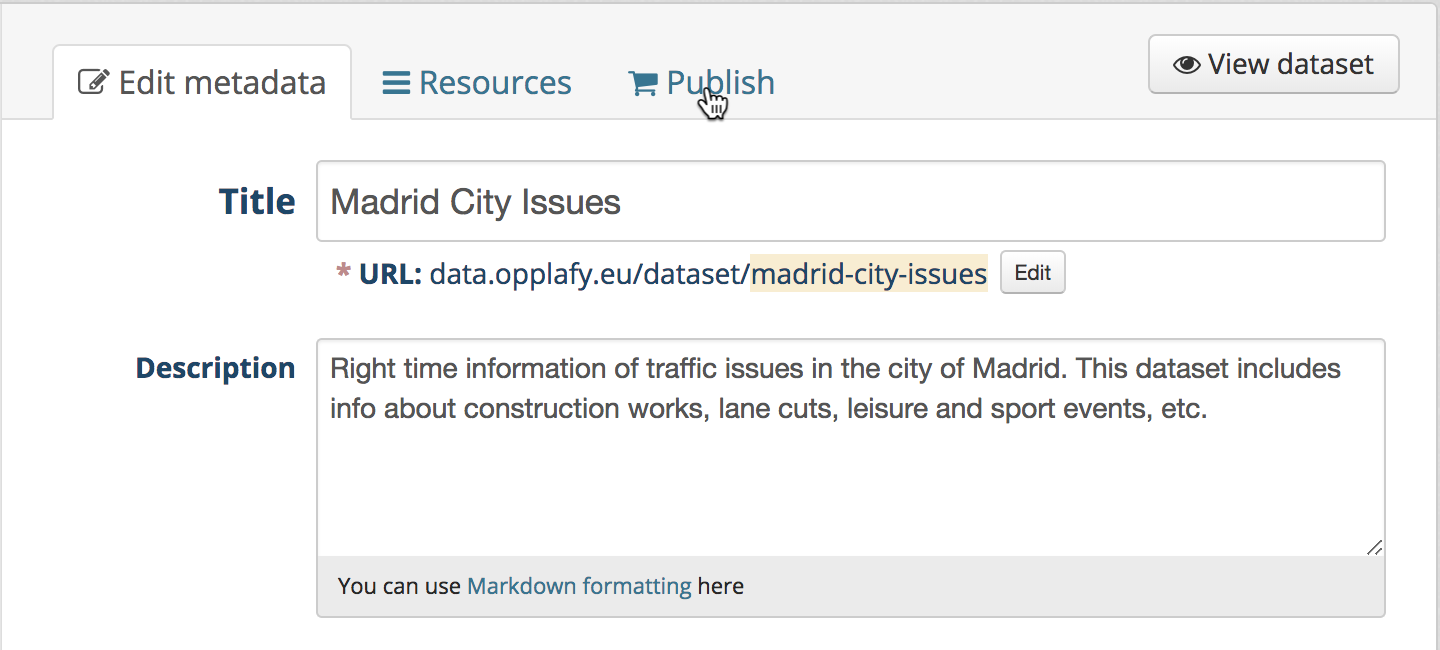 Edit metadata Resources Publish View dataset
Title Madrid City Issues
* URL: data.opplafy.eu/dataset/madrid-city-issues Edit
Description Right time information of traffic issues in the city of Madrid. This dataset includes
info about construction works, lane cuts, leisure and sport events, etc.
You can use Markdown formatting here